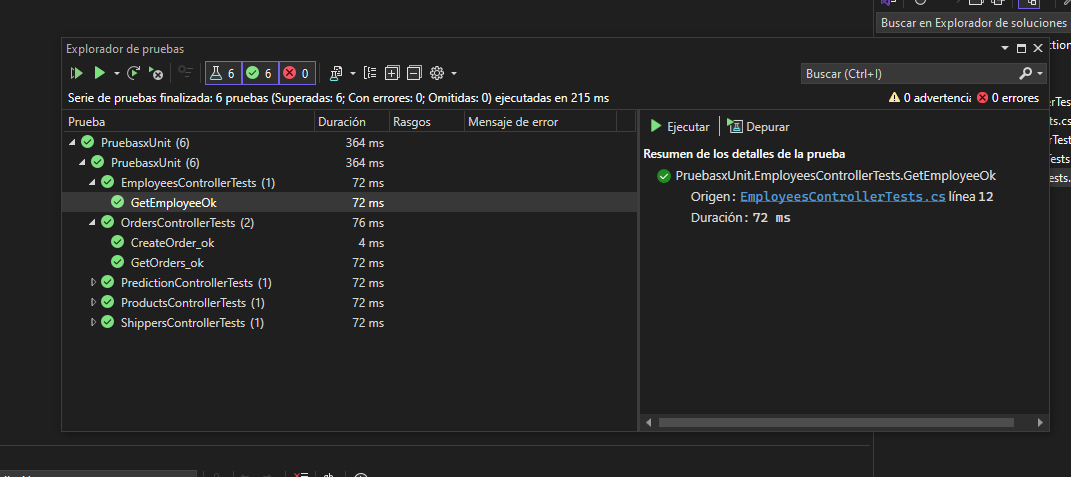 Buscar en Explorador de soluciones
Explorador de pruebas
6 6 0
Buscar (Ctrl+I)
Serie de pruebas finalizada: 6 pruebas (Superadas: 6; Con errores: 0; Omitidas: 0) ejecutadas en 215 ms
0 advertencia 0 errores
Prueba Duración Rasgos Mensaje de error
PruebasxUnit (6) 364 ms
PruebasxUnit (6) 364 ms
EmployeesControllerTests (1) 72 ms
GetEmployeeOk 72 ms
OrdersControllerTests (2) 76 ms
CreateOrder_ok 4 ms
GetOrders_ok 72 ms
PredictionControllerTests (1) 72 ms
ProductsControllerTests (1) 72 ms
ShippersControllerTests (1) 72 ms
Ejecutar Depurar
Resumen de los detalles de la prueba
PruebasxUnit.EmployeesControllerTests.GetEmployeeOk
Origen: EmployeesControllerTests.cs línea 12
Duración: 72 ms